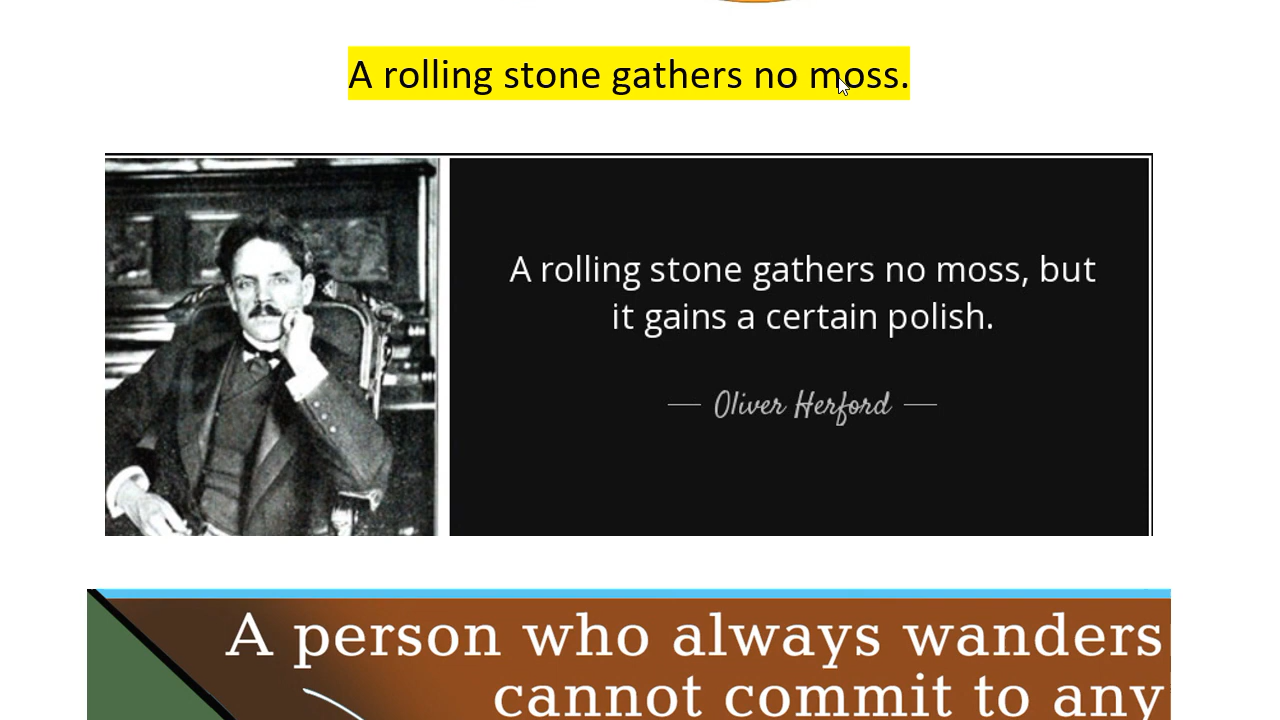 A rolling stone gathers no moss.
A rolling stone gathers no moss, but
it gains a certain polish.
Oliver Herford
A person who always wanders
cannot commit to any